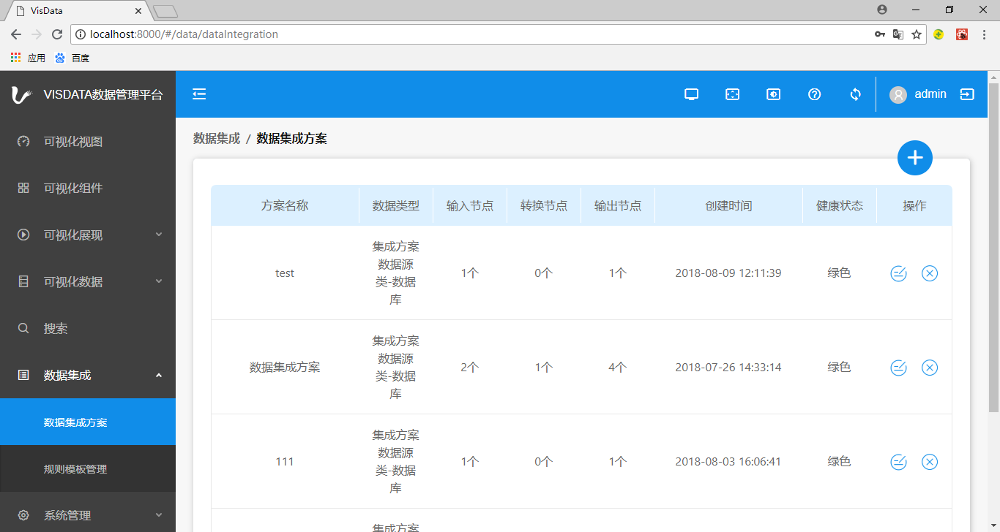 VisData
localhost:8000/#/data/dataIntegration
应用 百度
VISDATA数据管理平台
admin
可视化视图
可视化组件
可视化展现
可视化数据
搜索
数据集成
数据集成方案
规则模板管理
系统管理
数据集成 / 数据集成方案
方案名称 数据类型 输入节点 转换节点 输出节点 创建时间 健康状态 操作
集成方案
数据源
test 类-数据 1个 0个 1个 2018-08-09 12:11:39 绿色
库
集成方案
数据源
数据集成方案 类-数据 2个 1个 4个 2018-07-26 14:33:14 绿色
库
集成方案
数据源
111 类-数据 1个 0个 1个 2018-08-03 16:06:41 绿色
库
集成方案